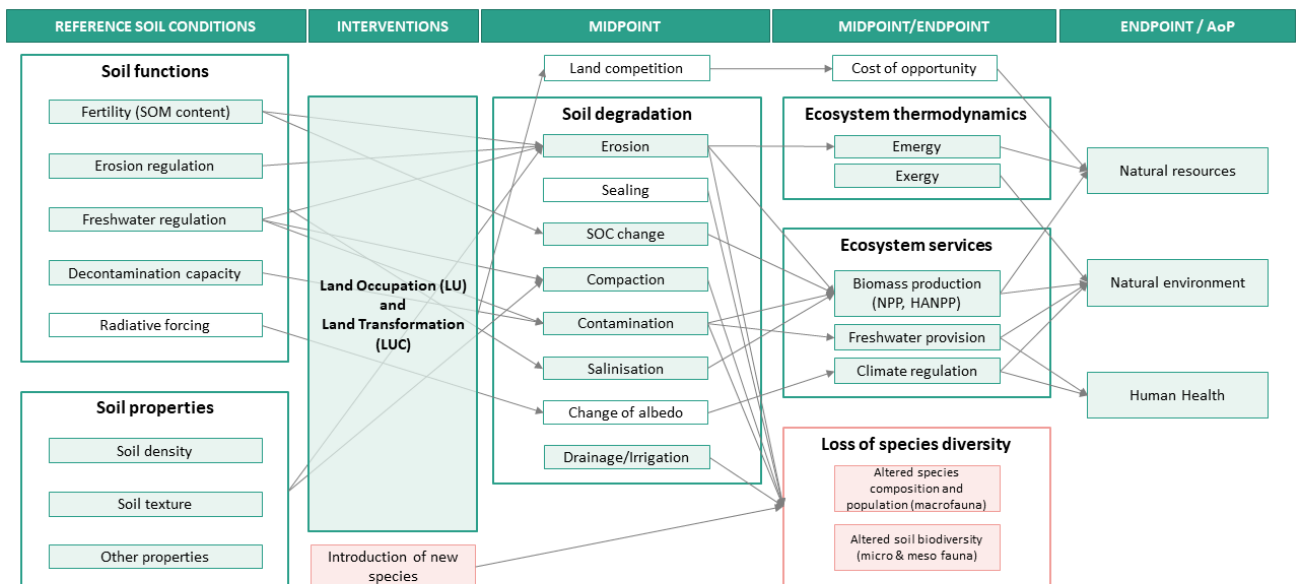 REFERENCE SOIL CONDITIONS
INTERVENTIONS
MIDPOINT
MIDPOINT/ENDPOINT
ENDPOINT / AoP
Soil functions
Fertility (SOM content)
Erosion regulation
Freshwater regulation
Decontamination capacity
Radiative forcing
Soil properties
Soil density
Soil texture
Other properties
Land Occupation (LU)
and
Land Transformation
(LUC)
Introduction of new
species
Land competition
Soil degradation
Erosion
Sealing
SOC change
Compaction
Contamination
Salinisation
Change of albedo
Drainage/Irrigation
Cost of opportunity
Ecosystem thermodynamics
Emergy
Exergy
Ecosystem services
Biomass production
(NPP, HANPP)
Freshwater provision
Climate regulation
Loss of species diversity
Altered species
composition and
population (macrofauna)
Altered soil biodiversity
(micro & meso fauna)
Natural resources
Natural environment
Human Health